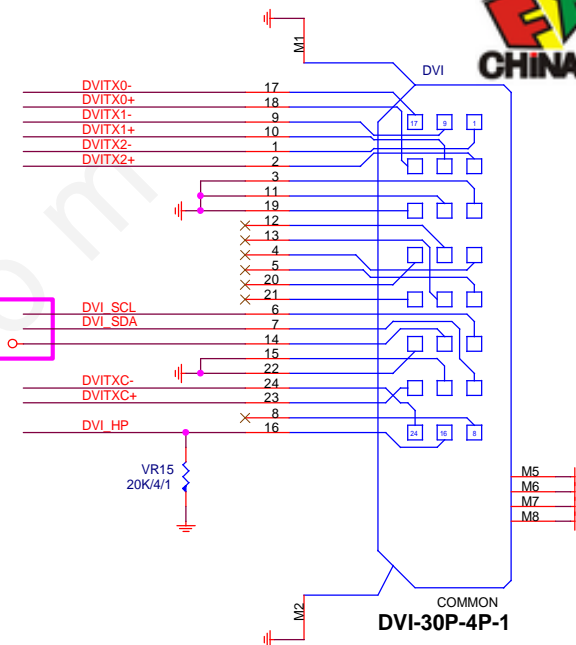 M1
DVI
CHINA
DVITX0- 17
DVITX0+ 18
DVITX1- 9
DVITX1+ 10
DVITX2- 1
DVITX2+ 2
3
11
19
12
13
4
5
20
21
DVI_SCL 6
DVI_SDA 7
14
15
22
DVITXC- 24
DVITXC+ 23
8
DVI_HP 16
17 9 1
24 16 8
VR15
20K/4/1
M5
M6
M7
M8
M2
COMMON
DVI-30P-4P-1
o m